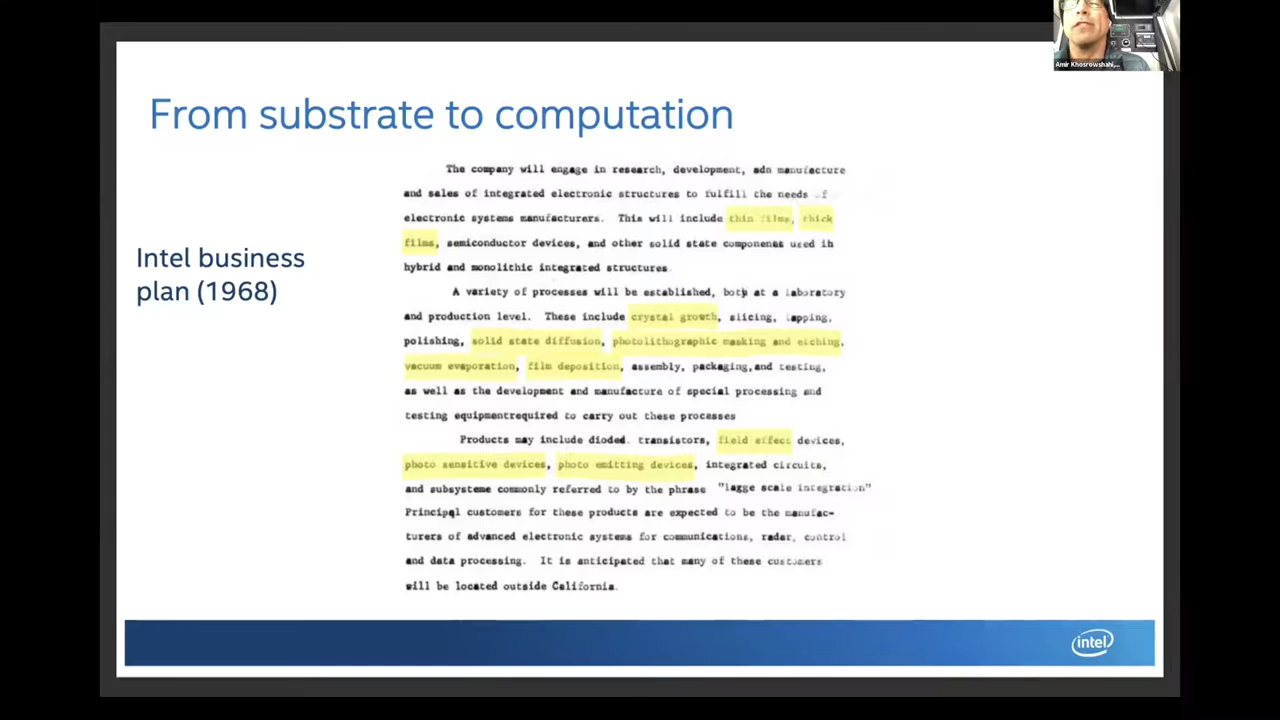 Amir Khosrowshahi,...
From substrate to computation
Intel business
plan (1968)
The company will engage in research, development, adn manufacture
and sales of integrated electronic structures to fulfill the needs of
electronic systems manufacturers. This will include thin films, thick
films, semiconductor devices, and other solid state componenas used ih
hybrid and monolithic integrated structures.
A variety of processes will be established, both at a laboratory
and production level. These include crystal growth, slicing, lapping,
polishing, solid state diffusion, photolithographic masking and etching,
vacuum evaporation, film deposition, assembly, packaging,and testing,
as well as the development and manufacture of special processing and
testing equipmentrequired to carry out these processes
Products may include dioded. transistors, field effect devices,
photo sensitive devices, photo emitting devices, integrated circuits,
and subsysteme commonly referred to by the phrase "lagge scale integration"
Principal customers for these products are expected to be the manufac-
turers of advanced electronic systems for communications, radar, control
and data processing. It is anticipated that many of these customers
will be located outside California.
intel